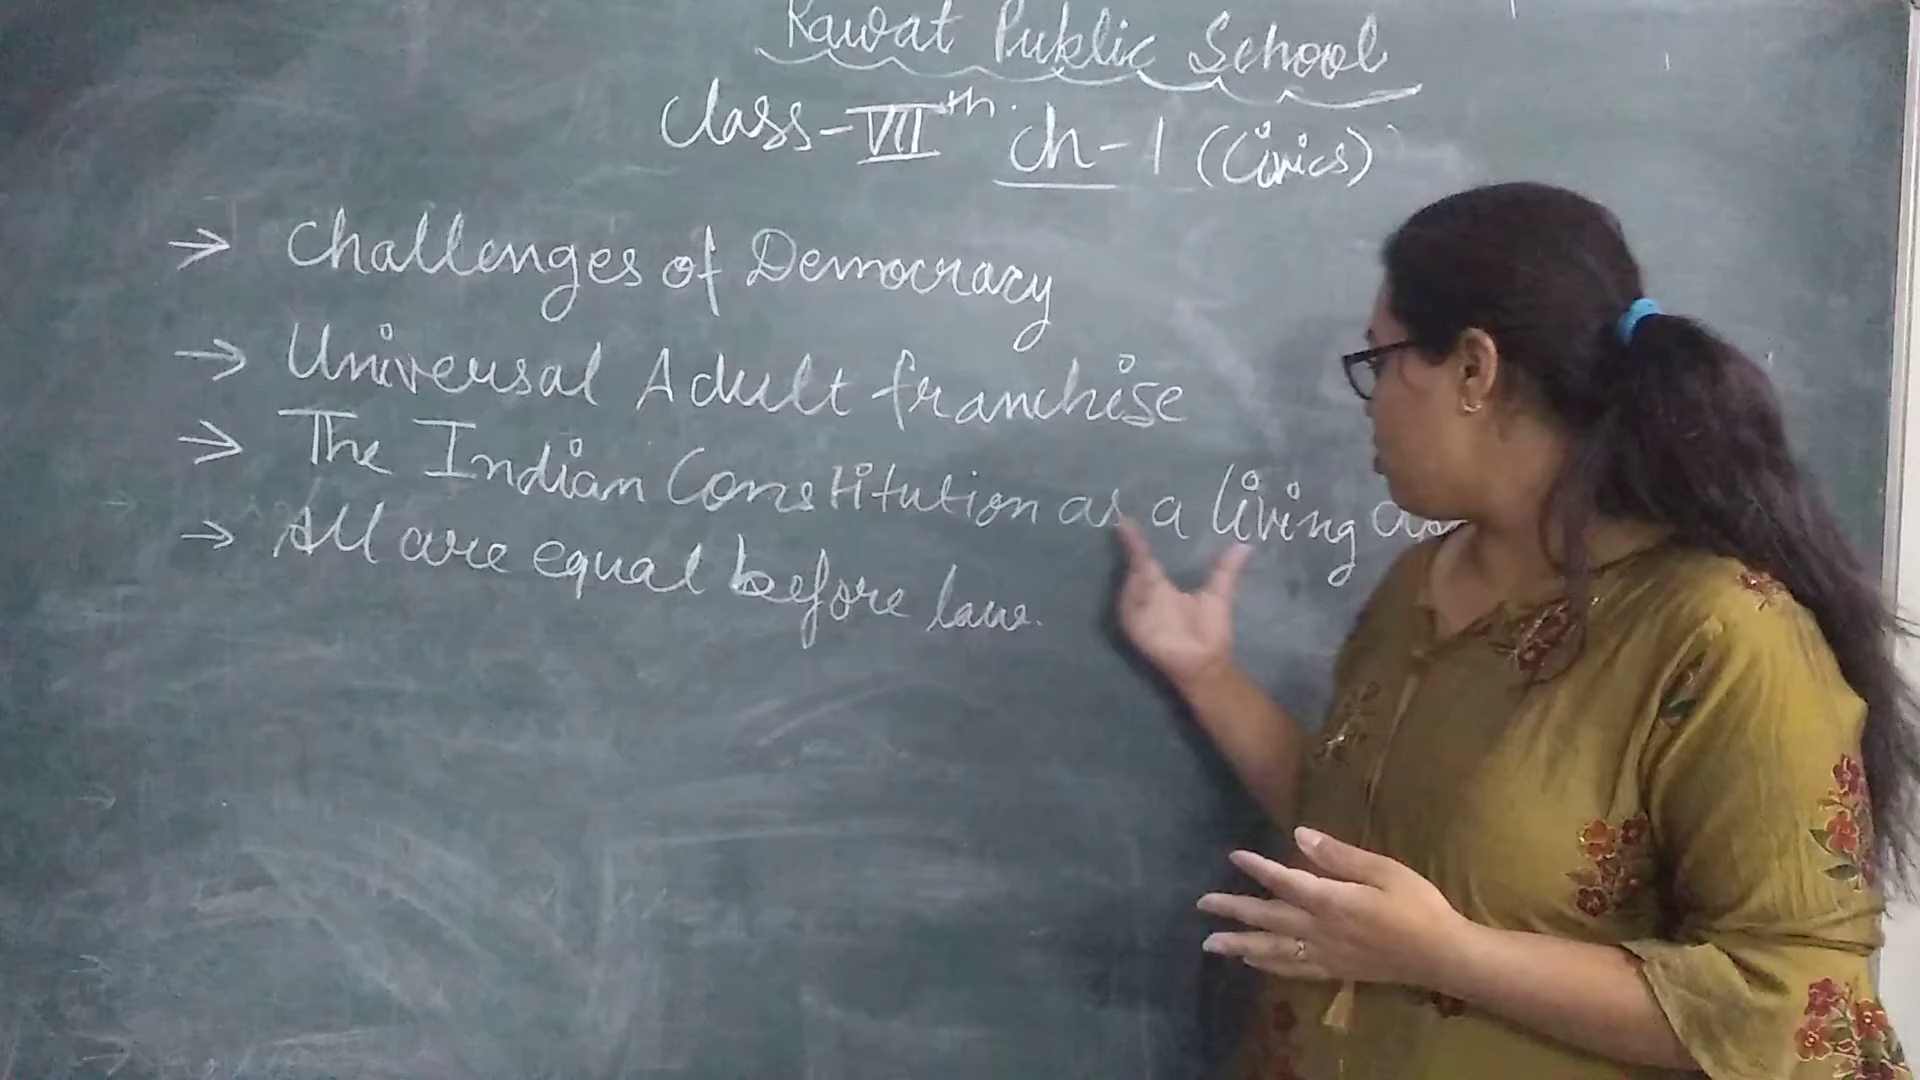 Rawat Public School
Class-VIIth. Ch-1 (Civics)
→ Challenges of Democracy
→ Universal Adult franchise
→ The Indian Constitution as a living
→ All are equal before law.